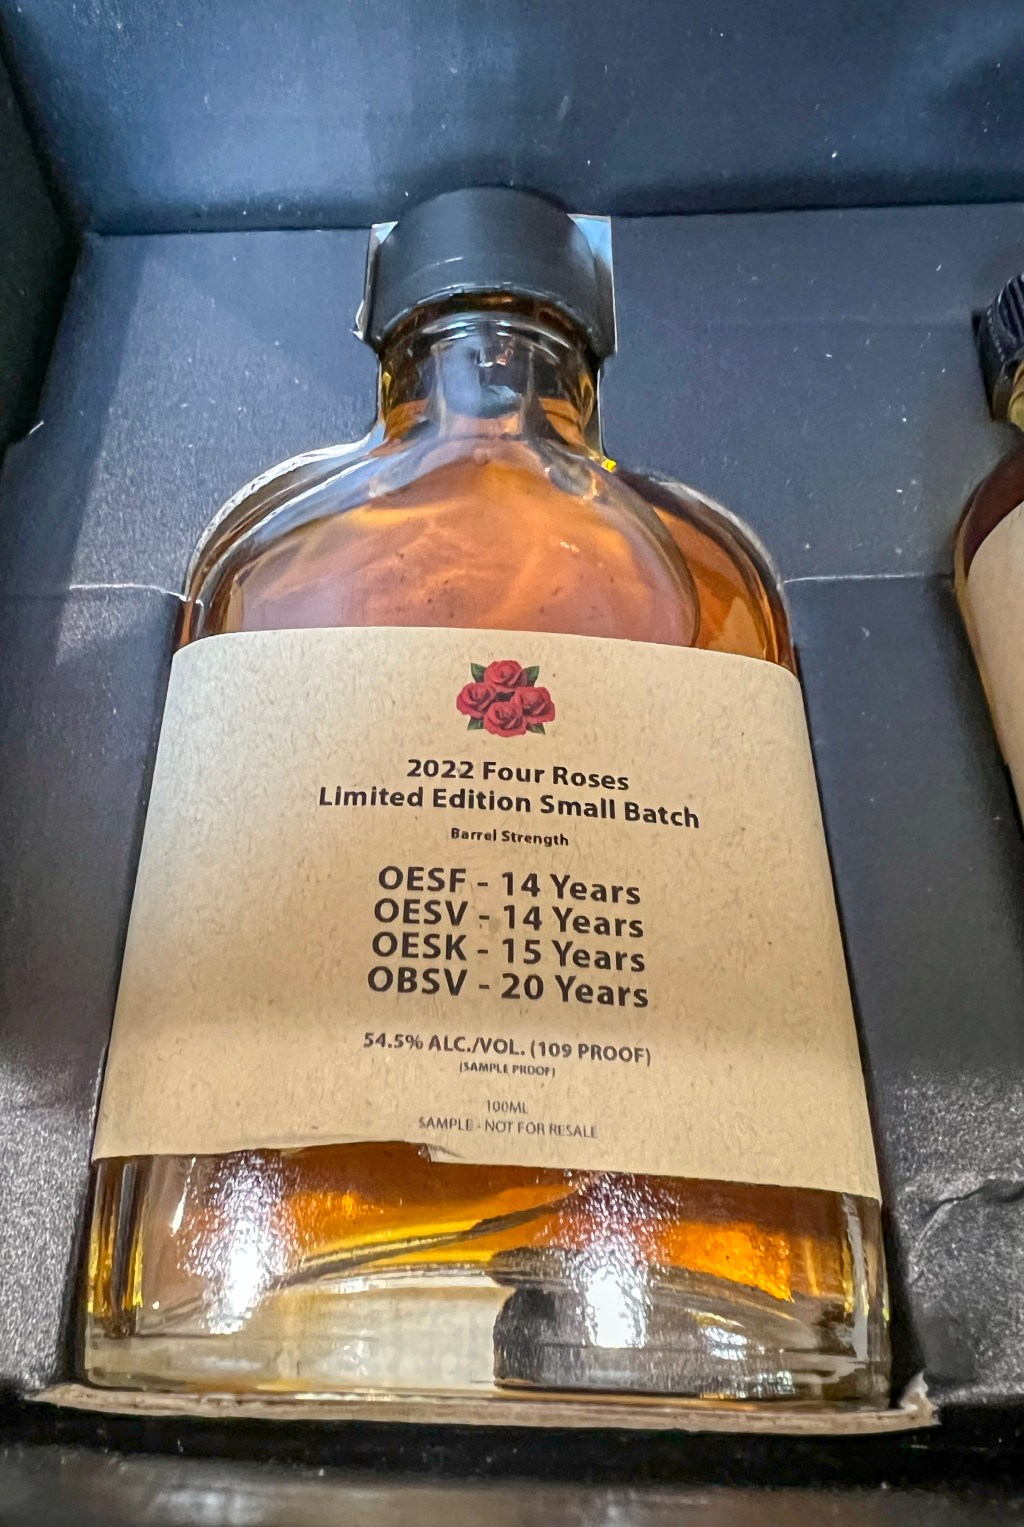 2022 Four Roses
Limited Edition Small Batch
Barrel Strength
OESF - 14 Years
OESV - 14 Years
OESK - 15 Years
OBSV - 20 Years
54.5% ALC./VOL. (109 PROOF)
(SAMPLE PROOF)
100ML
SAMPLE - NOT FOR RESALE